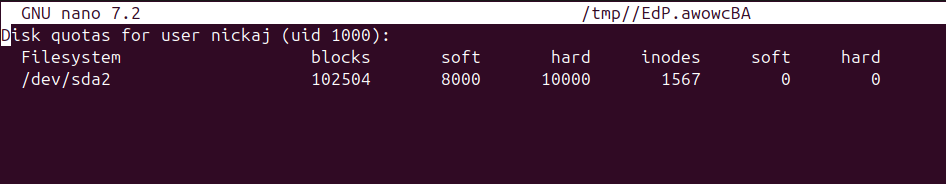 GNU nano 7.2 /tmp//EdP.awowcBA
Disk quotas for user nickaj (uid 1000):
Filesystem blocks soft hard inodes soft hard
/dev/sda2 102504 8000 10000 1567 0 0